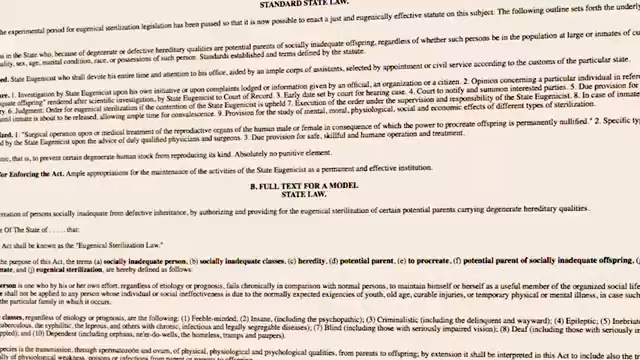 STANDARD STATE LAW.
the experimental period for eugenical sterilization legislation has been passed so that it is now possible to enact a just and eugenically effective statute on this subject. The following outline sets forth the underly
ns in the State who, because of degenerate or defective hereditary qualities are potential parents of socially inadequate offspring, regardless of whether such persons be in the population at large or inmates of cu
ality, sex, age, marital condition, race, or possessions of such person. Standards established and terms defined by the statute.
ed. State Eugenicist who shall devote his entire time and attention to his office, aided by an ample corps of assistants, selected by appointment or civil service according to the customs of the particular state.
ure. 1. Investigation by State Eugenicist upon his own initiative or upon complaints lodged or information given by an official, an organization or a citizen. 2. Opinion concerning a particular individual in refere
quate offspring" rendered after scientific investigation, by State Eugenicist to Court of Record. 3. Early date set by court for hearing case. 4. Court to notify and summon interested parties. 5. Due provision for
ry. 6. Judgment: Order for eugenical sterilization if the contention of the State Eugenicist is upheld 7. Execution of the order under the supervision and responsibility of the State Eugenicist. 8. In case of inmate
until inmate is about to be released, allowing ample time for convalescence. 9. Provision for the study of mental, moral, physiological, social and economic effects of different types of sterilization.
ized. 1. "Surgical operation upon or medical treatment of the reproductive organs of the human male or female in consequence of which the power to procreate offspring is permanently nullified." 2. Specific ty
d by the State Eugenicist upon the advice of duly qualified physicians and surgeons. 3. Due provision for safe, skillful and humane operation and treatment.
nic, that is, to prevent certain degenerate human stock from reproducing its kind. Absolutely no punitive element.
for Enforcing the Act. Ample appropriations for the maintenance of the activities of the State Eugenicist as a permanent and effective institution.
B. FULL TEXT FOR A MODEL
STATE LAW.
creation of persons socially inadequate from defective inheritance, by authorizing and providing for the eugenical sterilization of certain potential parents carrying degenerate hereditary qualities.
e Of The State of . . . . . that:
Act shall be known as the "Eugenical Sterilization Law."
the purpose of this Act, the terms (a) socially inadequate person, (b) socially inadequate classes, (c) heredity, (d) potential parent, (e) to procreate, (f) potential parent of socially inadequate offspring, (
mate, and (j) eugenical sterilization, are hereby defined as follows:
erson is one who by his or her own effort, regardless of etiology or prognosis, fails chronically in comparison with normal persons, to maintain himself or herself as a useful member of the organized social life
e shall not be applied to any person whose individual or social ineffectiveness is due to the normally expected exigencies of youth, old age, curable injuries, or temporary physical or mental illness, in case such
the particular family in which it occurs.
classes, regardless of etiology or prognosis, are the following: (1) Feeble-minded; (2) Insane, (including the psychopathic); (3) Criminalistic (including the delinquent and wayward); (4) Epileptic; (5) Inebriate
tuberculous, the syphilitic, the leprous, and others with chronic, infectious and legally segregable diseases); (7) Blind (including those with seriously impaired vision); (8) Deaf (including those with seriously im
ippled); and (10) Dependent (including orphans, ne'er-do-wells, the homeless, tramps and paupers).
species is the transmission, through spermatozoön and ovum, of physical, physiological and psychological qualities, from parents to offspring; by extension it shall be interpreted in this Act to include also the